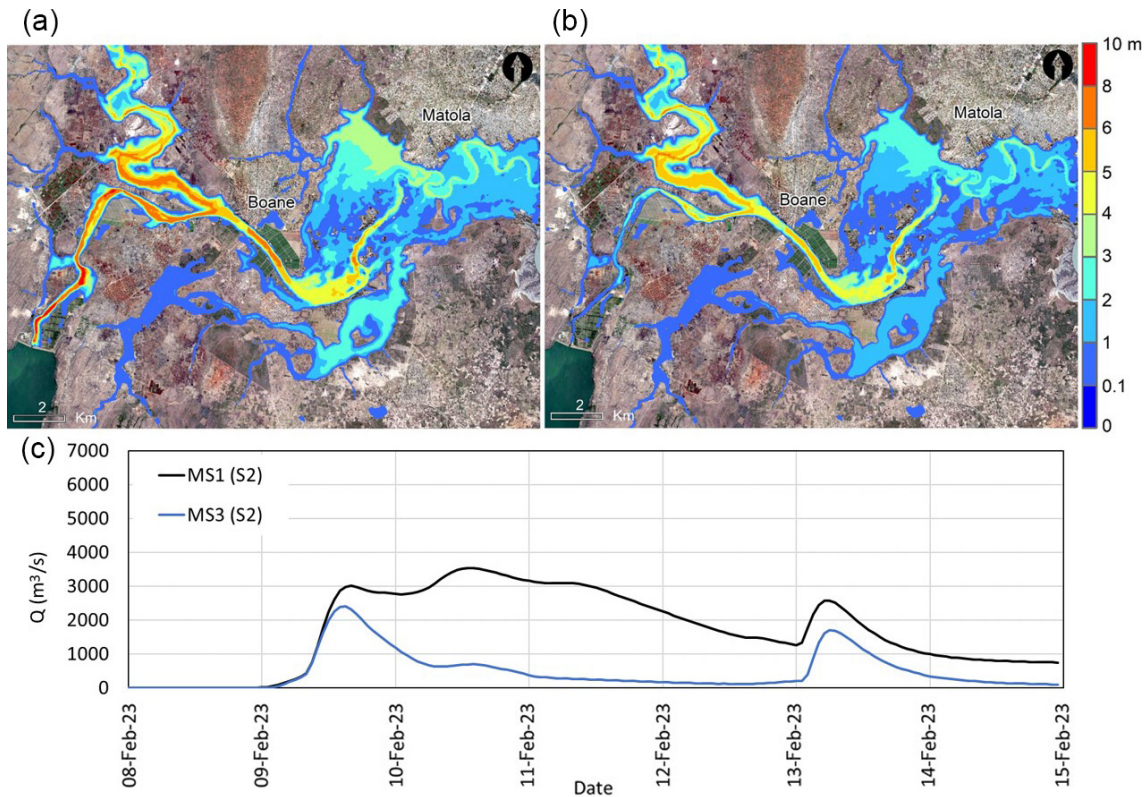 (a)
(b)
Matola
Boane
2
Km
Matola
Boane
2
Km
10 m
8
6
5
4
3
2
1
0.1
0
(c)
7000
6000
5000
4000
3000
2000
1000
0
Q (m³/s)
MS1 (S2)
MS3 (S2)
08-Feb-23
09-Feb-23
10-Feb-23
11-Feb-23
12-Feb-23
13-Feb-23
14-Feb-23
15-Feb-23
Date